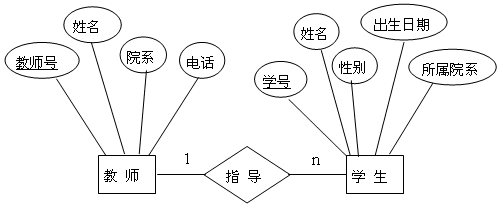 姓名
教师号
院系
电话
姓名
出生日期
学号
性别
所属院系
教 师
1
指 导
n
学 生